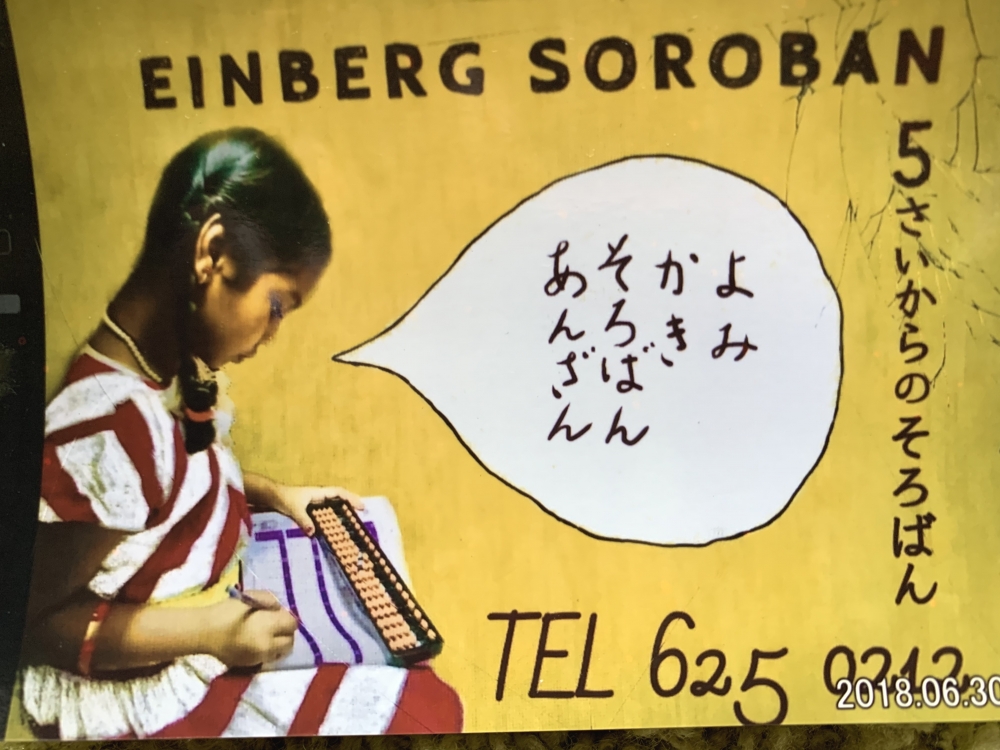 EINBERG SOROBAN
5さいからのそろばん
よみ
かき
そろばん
あんざん
TEL 625 0212
2018.06.30